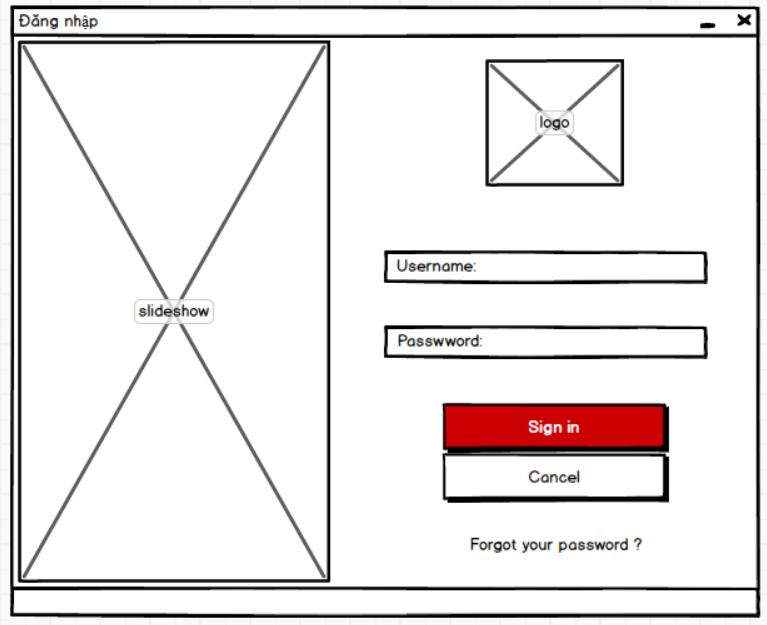 Đăng nhập
slideshow
logo
Username:
Passwword:
Sign in
Cancel
Forgot your password ?